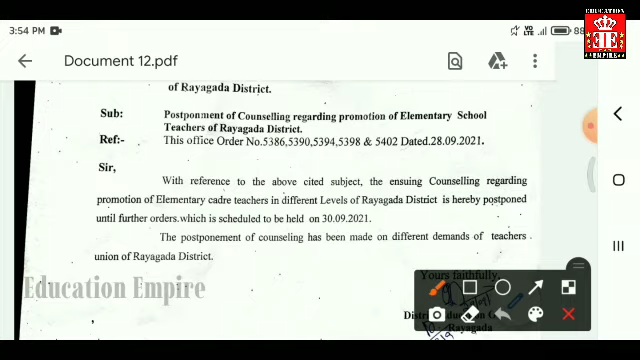 3:54 PM
VO LTE
88
EDUCATION
EMPIRE
Document 12.pdf
of Rayagada District.
Sub: Postponment of Counselling regarding promotion of Elementary School
Teachers of Rayagada District.
Ref:- This office Order No.5386,5390,5394,5398 & 5402 Dated.28.09.2021.
Sir,
With reference to the above cited subject, the ensuing Counselling regarding
promotion of Elementary cadre teachers in different Levels of Rayagada District is hereby postponed
until further orders.which is scheduled to be held on 30.09.2021.
The postponement of counseling has been made on different demands of teachers
union of Rayagada District.
Education Empire
Yours faithfully,
Rayagada